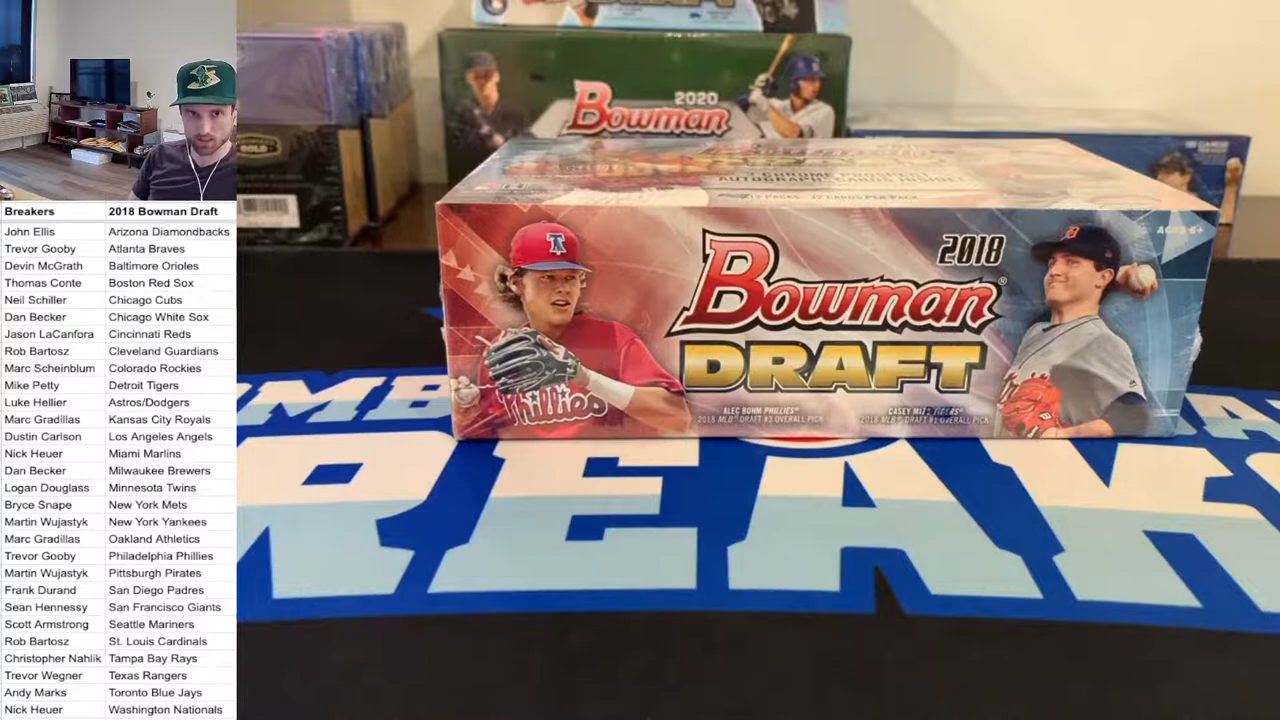 Breakers 2018 Bowman Draft
John Ellis Arizona Diamondbacks
Trevor Gooby Atlanta Braves
Devin McGrath Baltimore Orioles
Thomas Conte Boston Red Sox
Neil Schiller Chicago Cubs
Dan Becker Chicago White Sox
Jason LaCanfora Cincinnati Reds
Rob Bartosz Cleveland Guardians
Marc Scheinblum Colorado Rockies
Mike Petty Detroit Tigers
Luke Hellier Astros/Dodgers
Marc Gradillas Kansas City Royals
Dustin Carlson Los Angeles Angels
Nick Heuer Miami Marlins
Dan Becker Milwaukee Brewers
Logan Douglass Minnesota Twins
Bryce Snape New York Mets
Martin Wujastyk New York Yankees
Marc Gradillas Oakland Athletics
Trevor Gooby Philadelphia Phillies
Martin Wujastyk Pittsburgh Pirates
Frank Durand San Diego Padres
Sean Hennessy San Francisco Giants
Scott Armstrong Seattle Mariners
Rob Bartosz St. Louis Cardinals
Christopher Nahlik Tampa Bay Rays
Trevor Wegner Texas Rangers
Andy Marks Toronto Blue Jays
Nick Heuer Washington Nationals
2020
Bowman
GOLD
AGES 6+
2018
Bowman®
DRAFT
Phillies
ALEC BOHM PHILLIES®
2018 MLB® DRAFT #3 OVERALL PICK
CASEY MIZE TIGERS®
2018 MLB® DRAFT #1 OVERALL PICK
REAK